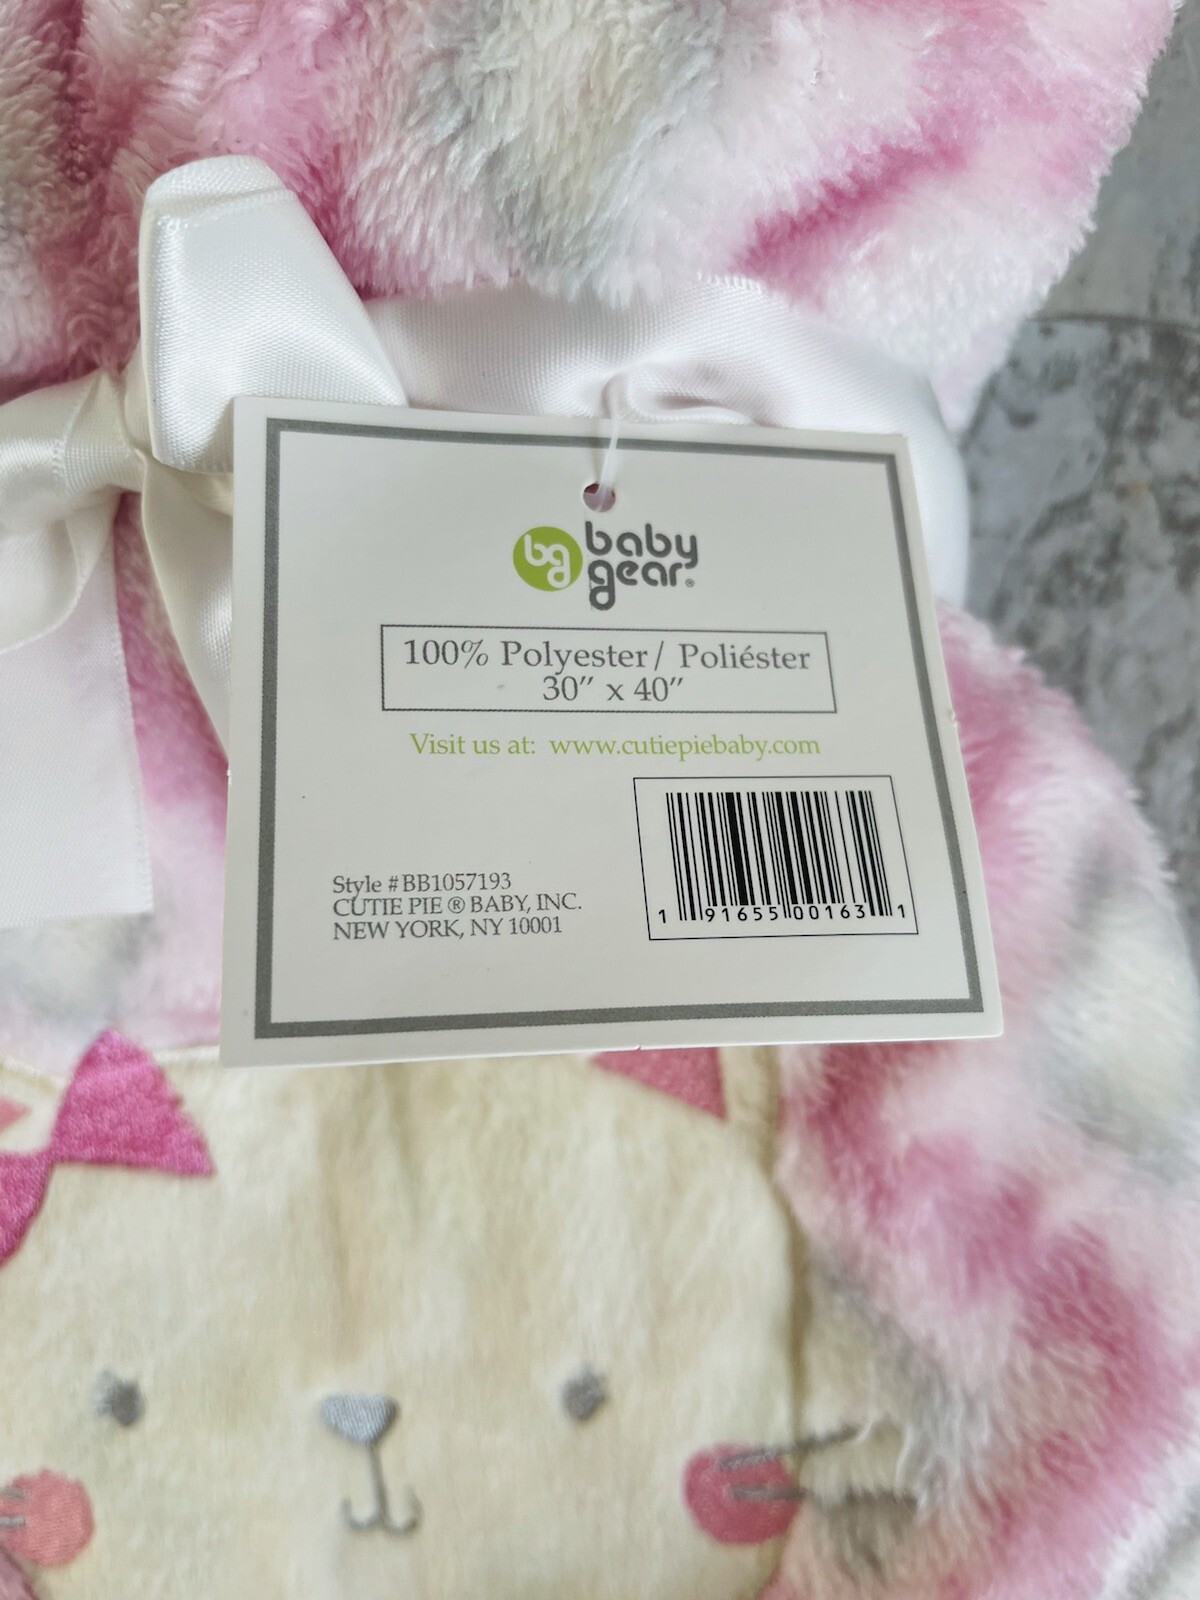 bg baby
gear®
100% Polyester / Poliéster
30" x 40"
Visit us at: www.cutiepiebaby.com
Style #BB1057193
CUTIE PIE ® BABY, INC.
NEW YORK, NY 10001
1 91655 00163 1